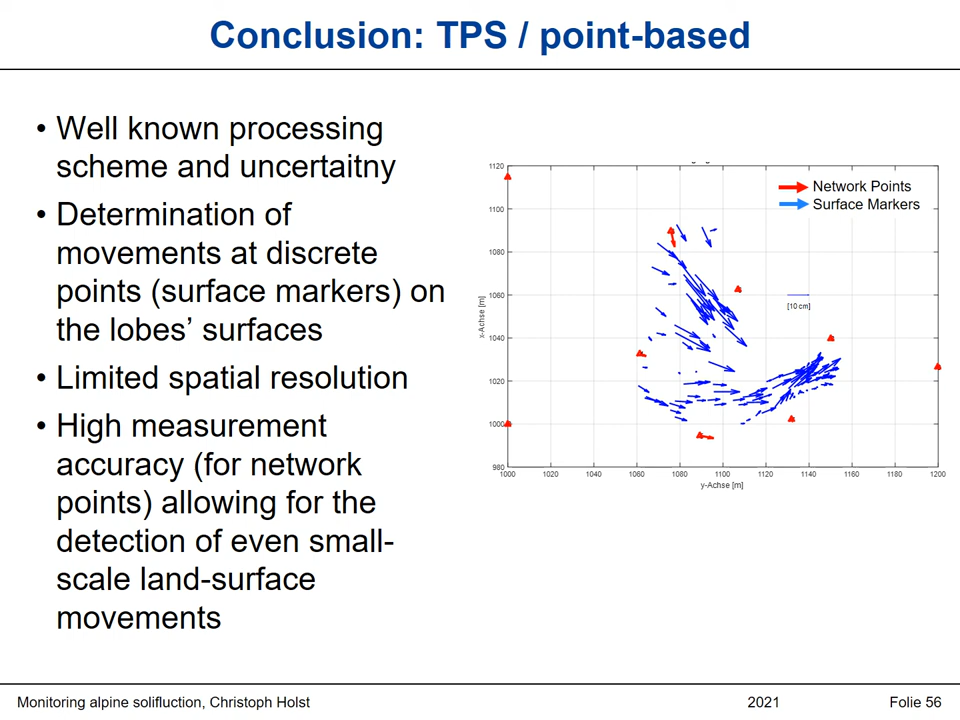 Conclusion: TPS / point-based
• Well known processing
scheme and uncertaitny
• Determination of
movements at discrete
points (surface markers) on
the lobes’ surfaces
• Limited spatial resolution
• High measurement
accuracy (for network
points) allowing for the
detection of even small-
scale land-surface
movements
Network Points
Surface Markers
[10 cm]
x-Achse [m]
1120
1100
1080
1060
1040
1020
1000
980
1000 1020 1040 1060 1080 1100 1120 1140 1160 1180 1200
y-Achse [m]
Monitoring alpine solifluction, Christoph Holst 2021 Folie 56